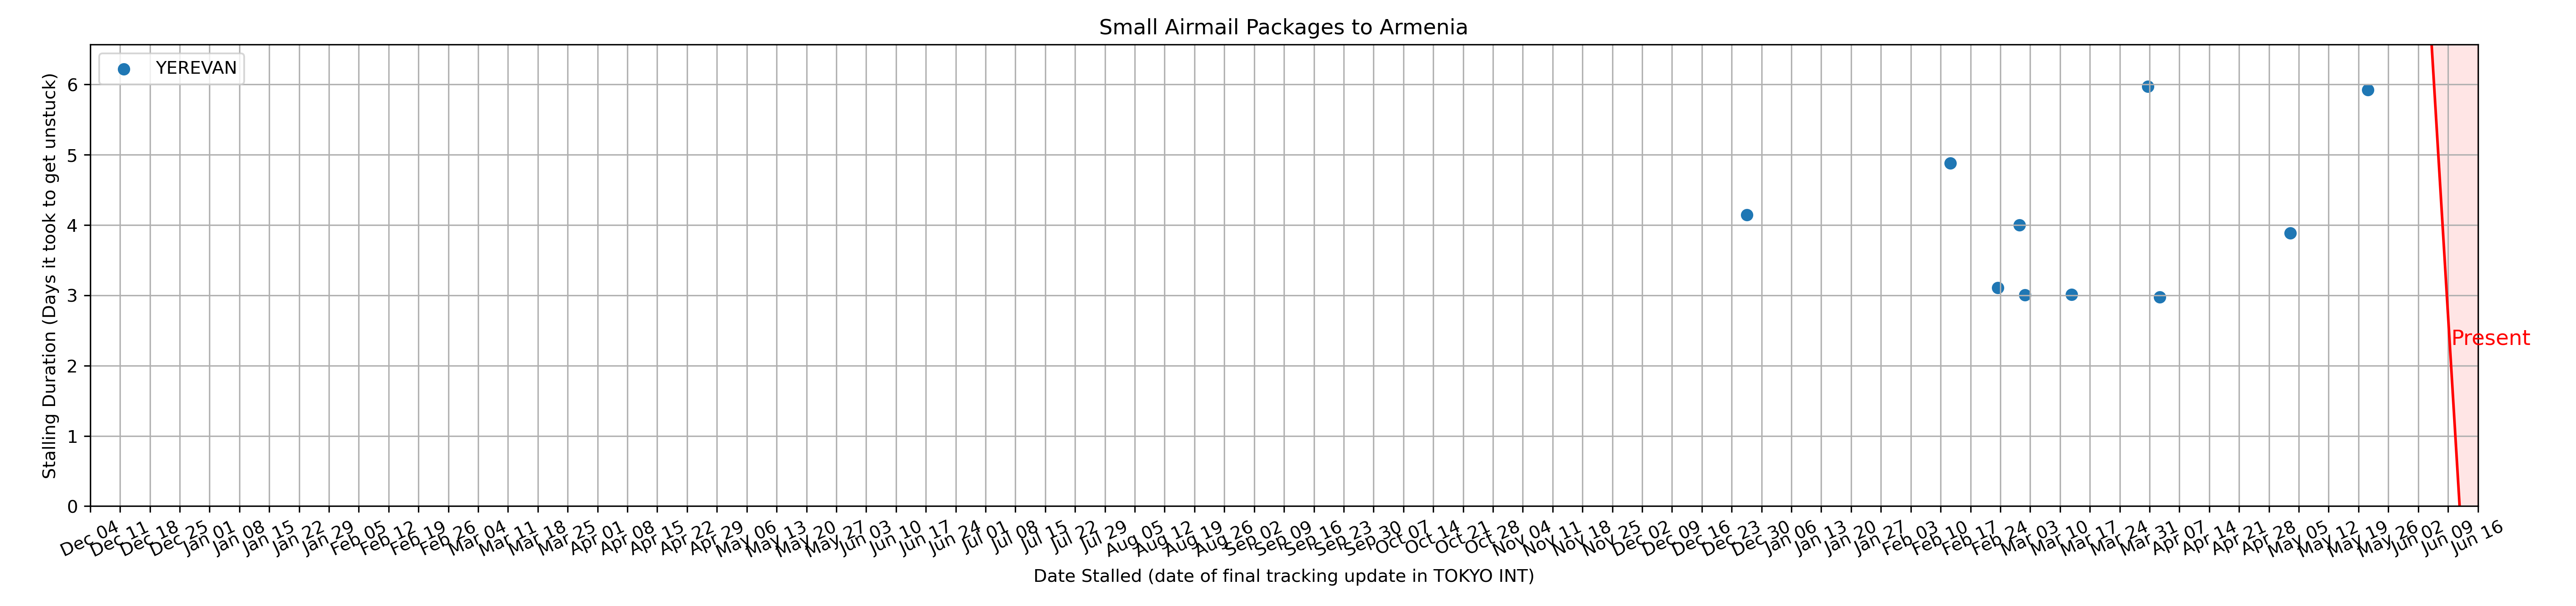 Small Airmail Packages to Armenia
YEREVAN
Stalling Duration (Days it took to get unstuck)
6
5
4
3
2
1
0
Present
Dec 04 Dec 11 Dec 18 Dec 25 Jan 01 Jan 08 Jan 15 Jan 22 Jan 29 Feb 05 Feb 12 Feb 19 Feb 26 Mar 04 Mar 11 Mar 18 Mar 25 Apr 01 Apr 08 Apr 15 Apr 22 Apr 29 May 06 May 13 May 20 May 27 Jun 03 Jun 10 Jun 17 Jun 24 Jul 01 Jul 08 Jul 15 Jul 22 Jul 29 Aug 05 Aug 12 Aug 19 Aug 26 Sep 02 Sep 09 Sep 16 Sep 23 Sep 30 Oct 07 Oct 14 Oct 21 Oct 28 Nov 04 Nov 11 Nov 18 Nov 25 Dec 02 Dec 09 Dec 16 Dec 23 Dec 30 Jan 06 Jan 13 Jan 20 Jan 27 Feb 03 Feb 10 Feb 17 Feb 24 Mar 03 Mar 10 Mar 17 Mar 24 Mar 31 Apr 07 Apr 14 Apr 21 Apr 28 May 05 May 12 May 19 May 26 Jun 02 Jun 09 Jun 16
Date Stalled (date of final tracking update in TOKYO INT)